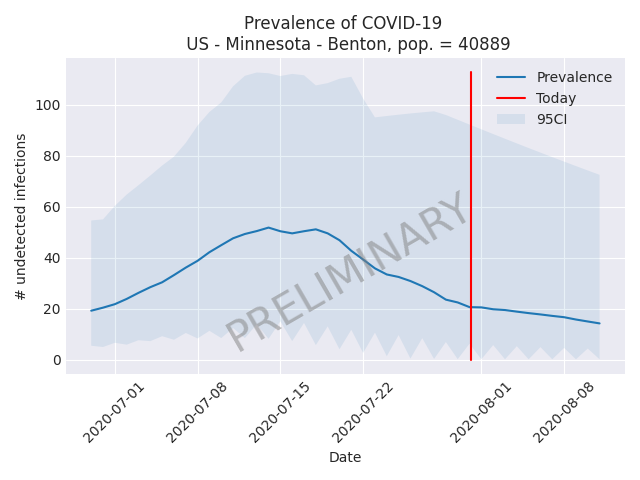 Prevalence of COVID-19
US - Minnesota - Benton, pop. = 40889
Prevalence
Today
95CI
# undetected infections
100
80
60
40
20
0
PRELIMINARY
2020-07-01
2020-07-08
2020-07-15
2020-07-22
2020-08-01
2020-08-08
Date